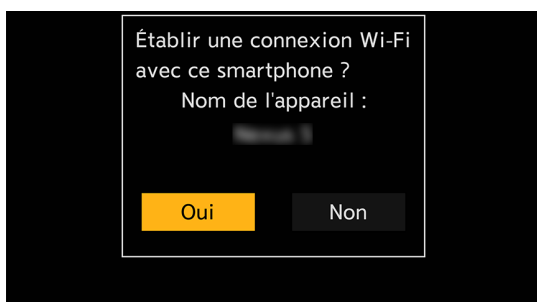 Établir une connexion Wi-Fi
avec ce smartphone ?
Nom de l'appareil :
Oui
Non